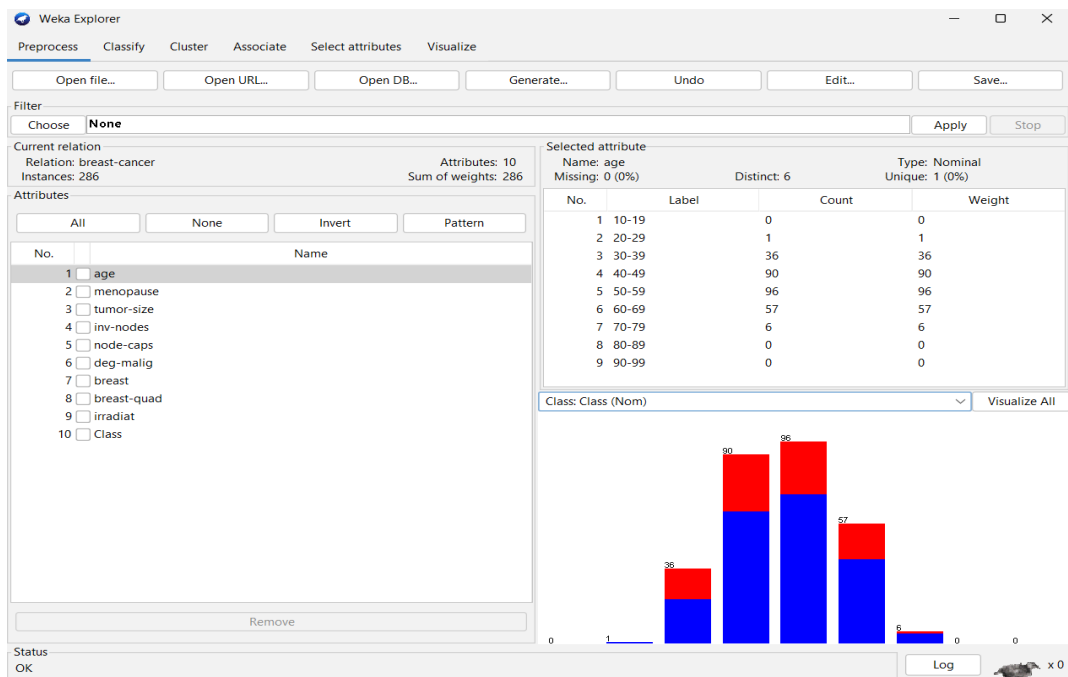 Weka Explorer
Preprocess Classify Cluster Associate Select attributes Visualize
Open file... Open URL... Open DB... Generate... Undo Edit... Save...
Filter
Choose None Apply Stop
Current relation
Relation: breast-cancer Attributes: 10
Instances: 286 Sum of weights: 286
Attributes
All None Invert Pattern
No. Name
1 age
2 menopause
3 tumor-size
4 inv-nodes
5 node-caps
6 deg-malig
7 breast
8 breast-quad
9 irradiat
10 Class
Remove
Selected attribute
Name: age Type: Nominal
Missing: 0 (0%) Distinct: 6 Unique: 1 (0%)
No. Label Count Weight
1 10-19 0 0
2 20-29 1 1
3 30-39 36 36
4 40-49 90 90
5 50-59 96 96
6 60-69 57 57
7 70-79 6 6
8 80-89 0 0
9 90-99 0 0
Class: Class (Nom) Visualize All
0 1 36 90 96 57 6 0 0
Status
OK Log x 0